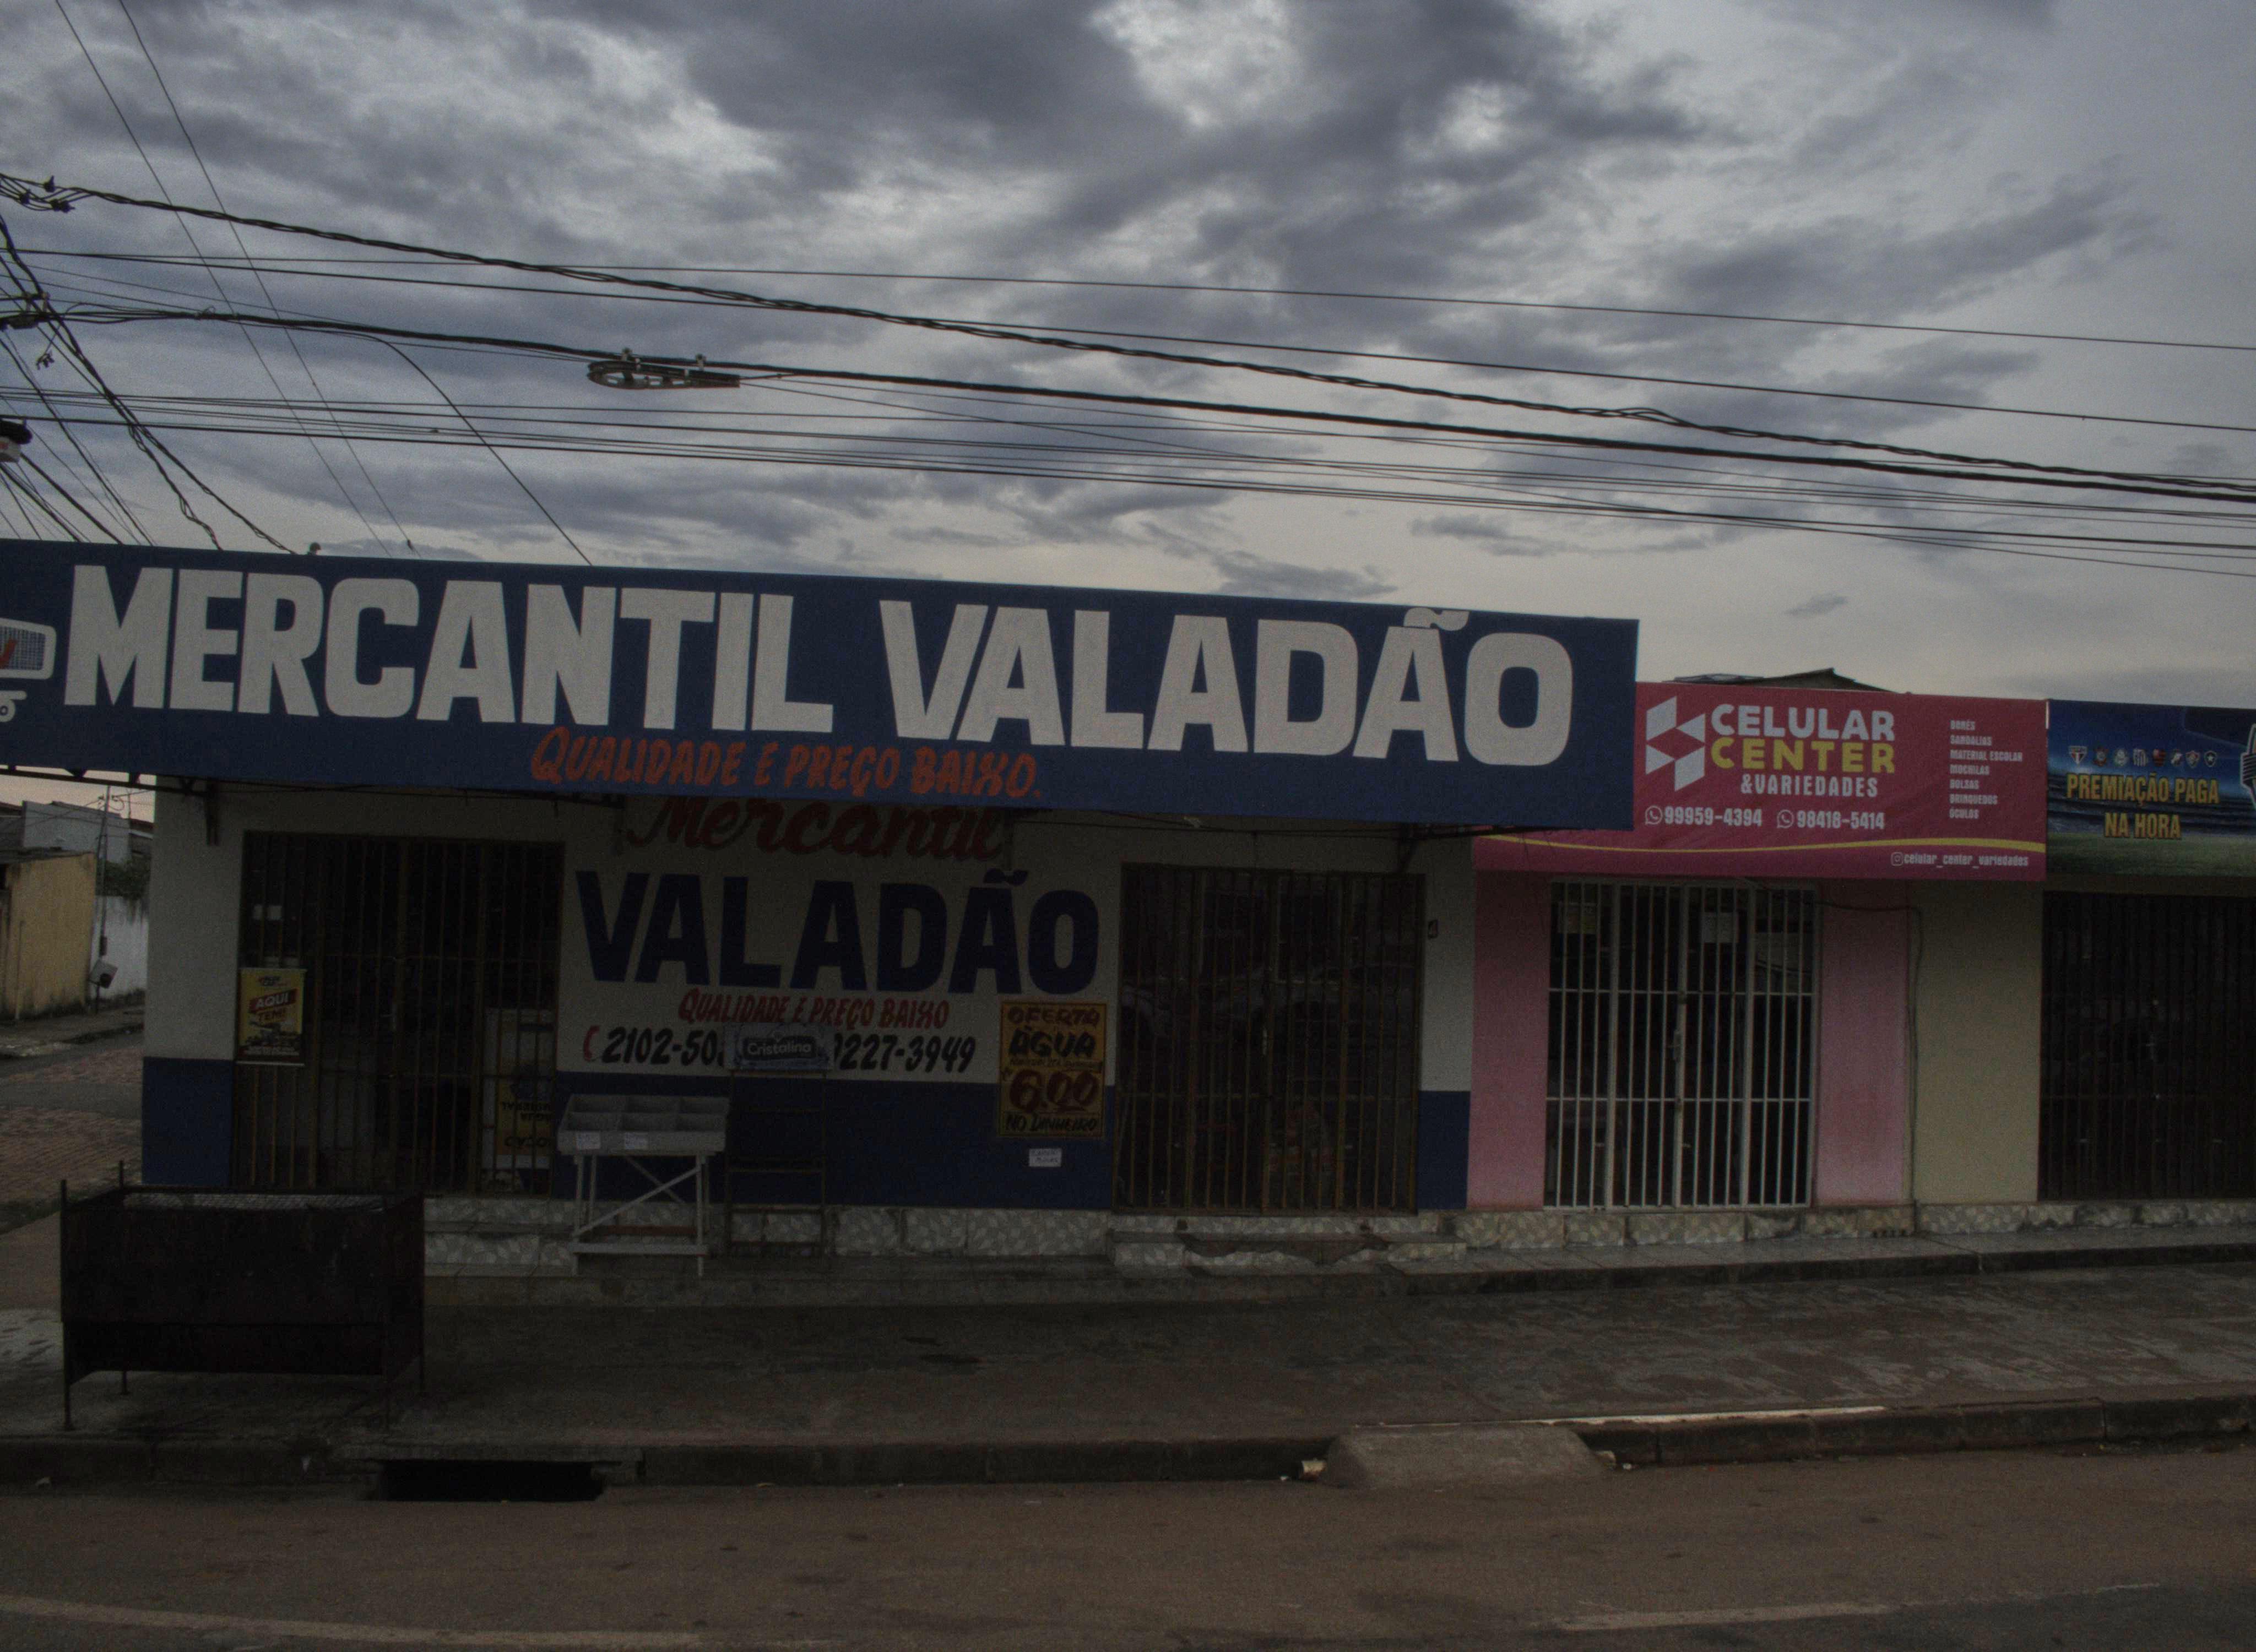 MERCANTIL VALADÃO
QUALIDADE E PREÇO BAIXO.
Mercantil
VALADÃO
QUALIDADE E PREÇO BAIXO
2102-50
Cristalina
227-3949
AQUI
TEM!
OFERTA
ÁGUA
6,00
NO DINHEIRO
CELULAR
CENTER
&VARIEDADES
99959-4394 98418-5414
BONÉS
SANDALIAS
MATERIAL ESCOLAR
MOCHILAS
BOLSAS
BRINQUEDOS
ÓCULOS
celular_center_variedades
PREMIAÇÃO PAGA
NA HORA